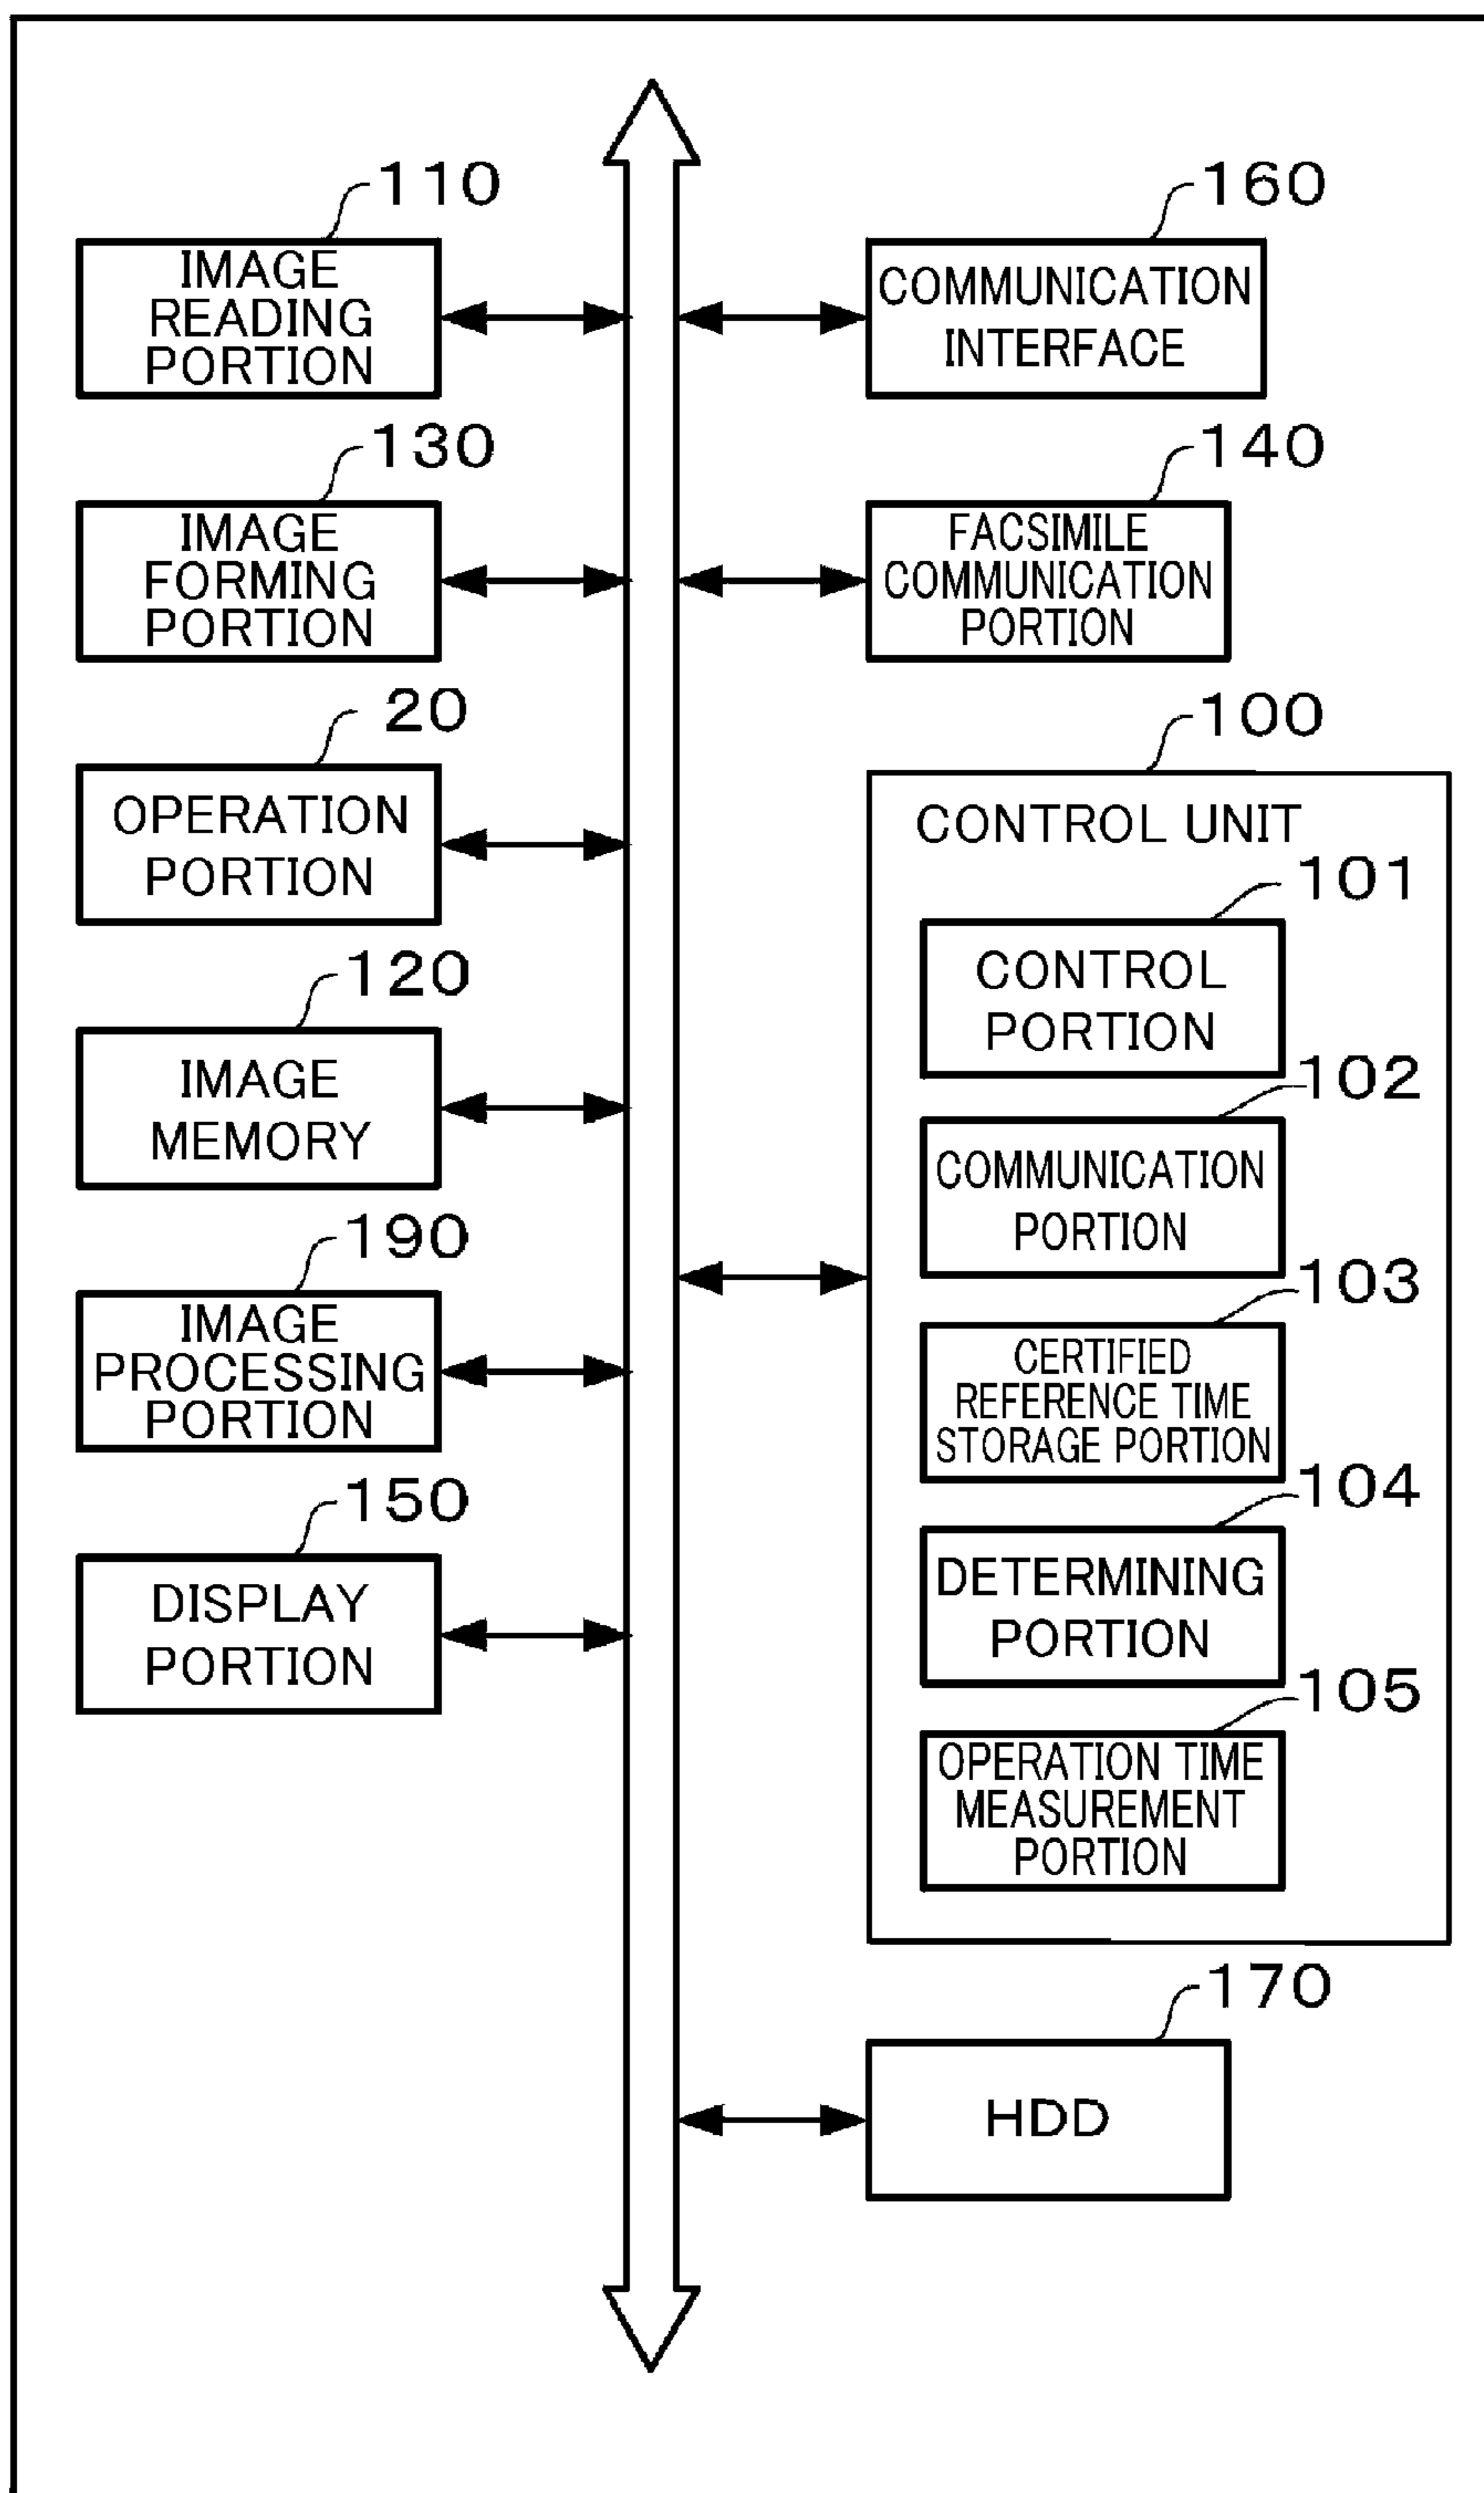 110
IMAGE
READING
PORTION
130
IMAGE
FORMING
PORTION
20
OPERATION
PORTION
120
IMAGE
MEMORY
190
IMAGE
PROCESSING
PORTION
150
DISPLAY
PORTION
160
COMMUNICATION
INTERFACE
140
FACSIMILE
COMMUNICATION
PORTION
100
CONTROL UNIT
101
CONTROL
PORTION
102
COMMUNICATION
PORTION
103
CERTIFIED
REFERENCE TIME
STORAGE PORTION
104
DETERMINING
PORTION
105
OPERATION TIME
MEASUREMENT
PORTION
170
HDD